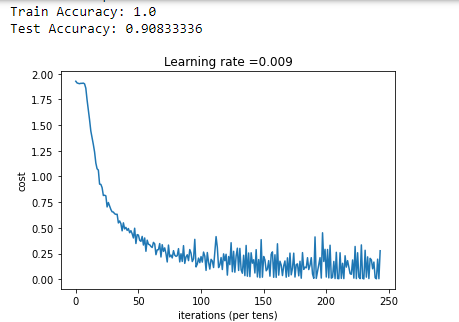 Train Accuracy: 1.0
Test Accuracy: 0.90833336
Learning rate =0.009
2.00
1.75
1.50
1.25
1.00
0.75
0.50
0.25
0.00
cost
0 50 100 150 200 250
iterations (per tens)